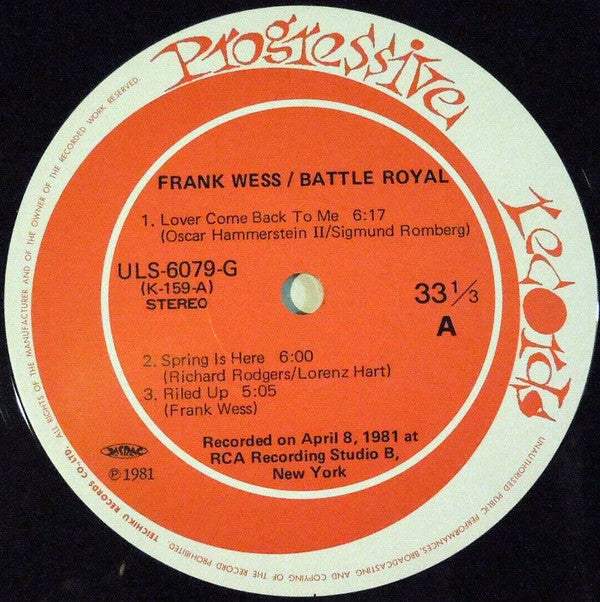 Progressive
records
FRANK WESS / BATTLE ROYAL
1. Lover Come Back To Me 6:17
(Oscar Hammerstein II/Sigmund Romberg)
ULS-6079-G
(K-159-A)
STEREO
33 1/3
A
2. Spring Is Here 6:00
(Richard Rodgers/Lorenz Hart)
3. Riled Up 5:05
(Frank Wess)
Recorded on April 8, 1981 at
RCA Recording Studio B,
New York
JASRAC
℗ 1981
TEICHIKU RECORDS CO., LTD. ALL RIGHTS OF THE MANUFACTURER AND OF THE OWNER OF THE RECORDED WORK RESERVED.
UNAUTHORISED PUBLIC PERFORMANCES, BROADCASTING AND COPYING OF THE RECORD PROHIBITED.